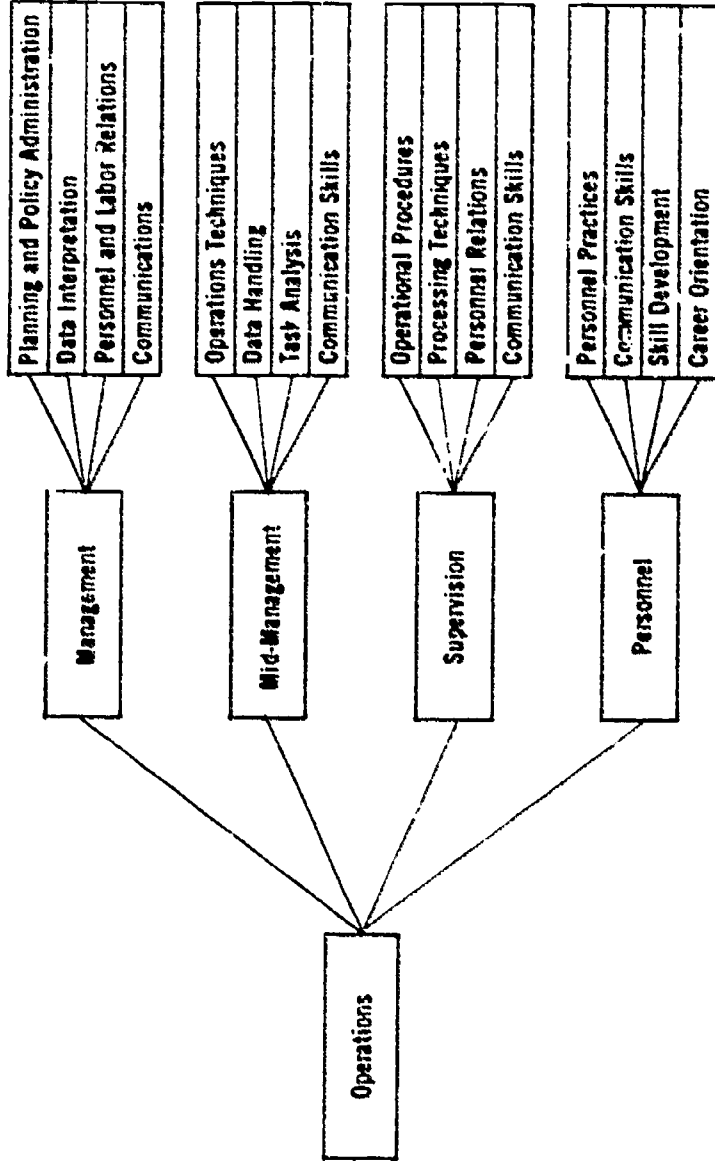 Operations
Management
Planning and Policy Administration
Data Interpretation
Personnel and Labor Relations
Communications
Mid-Management
Operations Techniques
Data Handling
Task Analysis
Communication Skills
Supervision
Operational Procedures
Processing Techniques
Personnel Relations
Communication Skills
Personnel
Personnel Practices
Communication Skills
Skill Development
Career Orientation